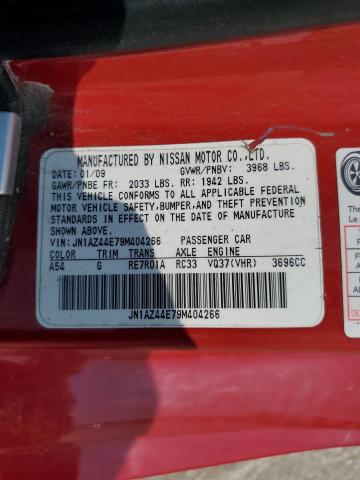 MANUFACTURED BY NISSAN MOTOR CO.,LTD.
DATE: 01/09 GVWR/PNBV: 3968 LBS.
GAWR/PNBE FR: 2033 LBS. RR: 1942 LBS.
THIS VEHICLE CONFORMS TO ALL APPLICABLE FEDERAL
MOTOR VEHICLE SAFETY,BUMPER, AND THEFT PREVENTION
STANDARDS IN EFFECT ON DATE OF MANUFACTURE
SHOWN ABOVE.
VIN: JN1AZ44E79M404266 PASSENGER CAR
COLOR TRIM TRANS AXLE ENGINE
A54 G RE7R01A RC33 VQ37(VHR) 3696CC
JN1AZ44E79M404266
The
Le